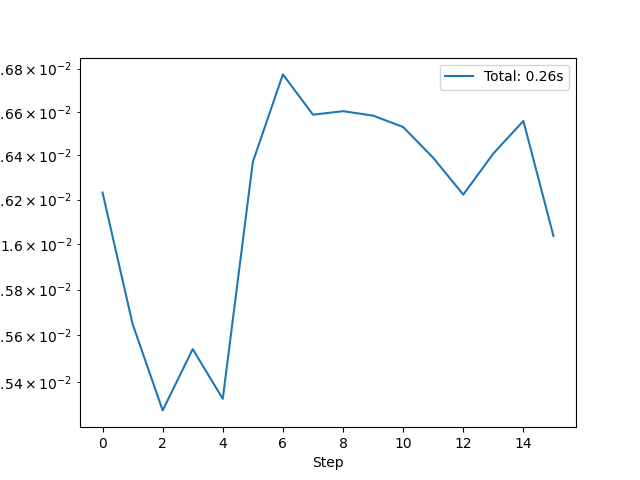 .68 × 10⁻²
.66 × 10⁻²
.64 × 10⁻²
.62 × 10⁻²
1.6 × 10⁻²
.58 × 10⁻²
.56 × 10⁻²
.54 × 10⁻²
Total: 0.26s
0 2 4 6 8 10 12 14
Step